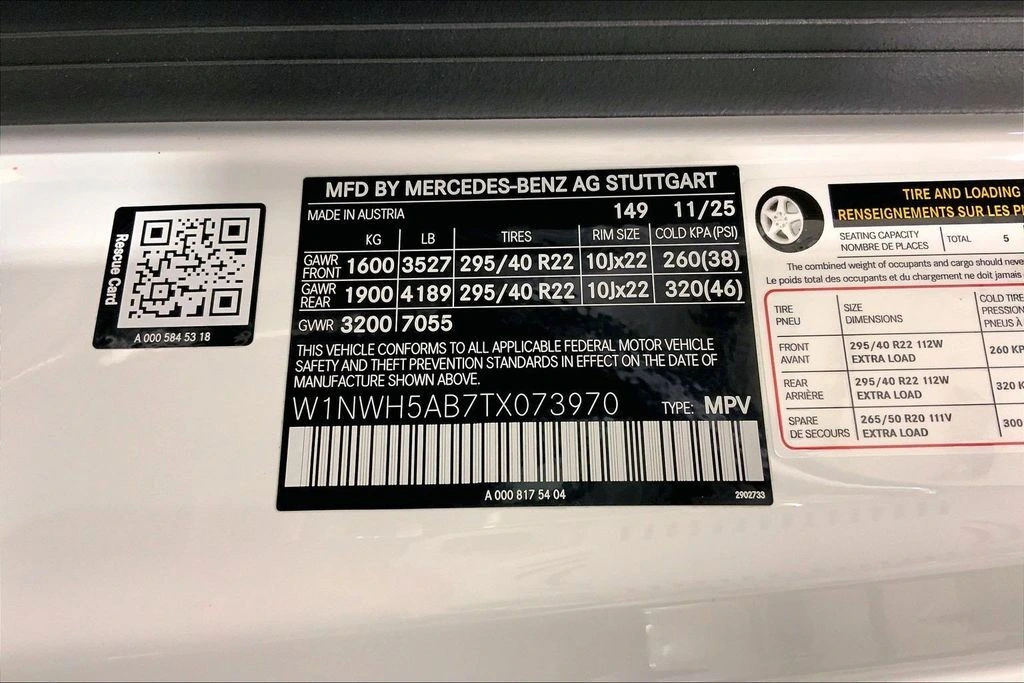 Rescue Card
A 000 584 53 18
MFD BY MERCEDES-BENZ AG STUTTGART
MADE IN AUSTRIA 149 11/25
KG LB TIRES RIM SIZE COLD KPA(PSI)
GAWR FRONT 1600 3527 295/40 R22 10Jx22 260(38)
GAWR REAR 1900 4189 295/40 R22 10Jx22 320(46)
GVWR 3200 7055
THIS VEHICLE CONFORMS TO ALL APPLICABLE FEDERAL MOTOR VEHICLE
SAFETY AND THEFT PREVENTION STANDARDS IN EFFECT ON THE DATE OF
MANUFACTURE SHOWN ABOVE.
W1NWH5AB7TX073970 TYPE: MPV
A 000 817 54 04
2902733
TIRE AND LOADING
RENSEIGNEMENTS SUR LES
SEATING CAPACITY
NOMBRE DE PLACES
TOTAL 5
The combined weight of occupants and cargo should never
Le poids total des occupants et du chargement ne doit jamais
TIRE
PNEU
SIZE
DIMENSIONS
COLD TIRE
PRESSION
PNEUS À
FRONT
AVANT
295/40 R22 112W
EXTRA LOAD
260
REAR
ARRIÈRE
295/40 R22 112W
EXTRA LOAD
320
SPARE
DE SECOURS
265/50 R20 111V
EXTRA LOAD
300